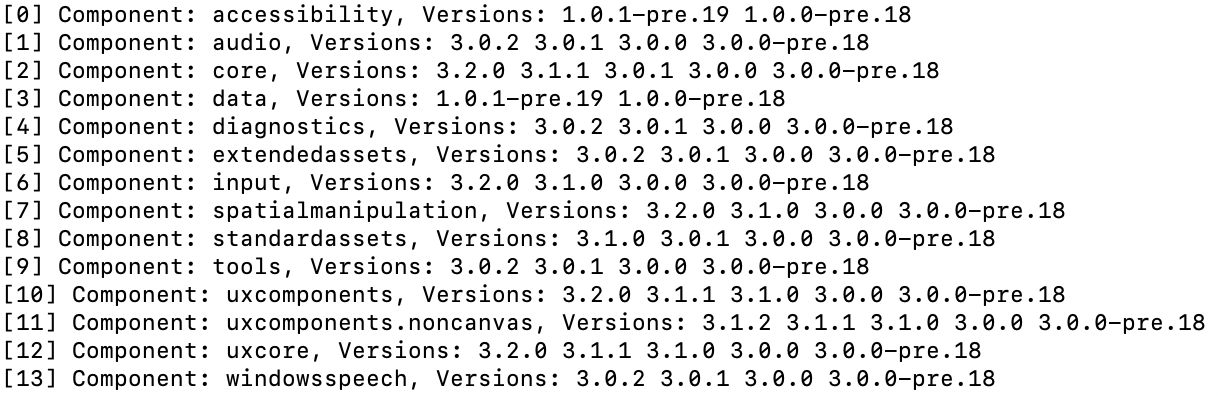 [0] Component: accessibility, Versions: 1.0.1-pre.19 1.0.0-pre.18
[1] Component: audio, Versions: 3.0.2 3.0.1 3.0.0 3.0.0-pre.18
[2] Component: core, Versions: 3.2.0 3.1.1 3.0.1 3.0.0 3.0.0-pre.18
[3] Component: data, Versions: 1.0.1-pre.19 1.0.0-pre.18
[4] Component: diagnostics, Versions: 3.0.2 3.0.1 3.0.0 3.0.0-pre.18
[5] Component: extendedassets, Versions: 3.0.2 3.0.1 3.0.0 3.0.0-pre.18
[6] Component: input, Versions: 3.2.0 3.1.0 3.0.0 3.0.0-pre.18
[7] Component: spatialmanipulation, Versions: 3.2.0 3.1.0 3.0.0 3.0.0-pre.18
[8] Component: standardassets, Versions: 3.1.0 3.0.1 3.0.0 3.0.0-pre.18
[9] Component: tools, Versions: 3.0.2 3.0.1 3.0.0 3.0.0-pre.18
[10] Component: uxcomponents, Versions: 3.2.0 3.1.1 3.1.0 3.0.0 3.0.0-pre.18
[11] Component: uxcomponents.noncanvas, Versions: 3.1.2 3.1.1 3.1.0 3.0.0 3.0.0-pre.18
[12] Component: uxcore, Versions: 3.2.0 3.1.1 3.1.0 3.0.0 3.0.0-pre.18
[13] Component: windowsspeech, Versions: 3.0.2 3.0.1 3.0.0 3.0.0-pre.18